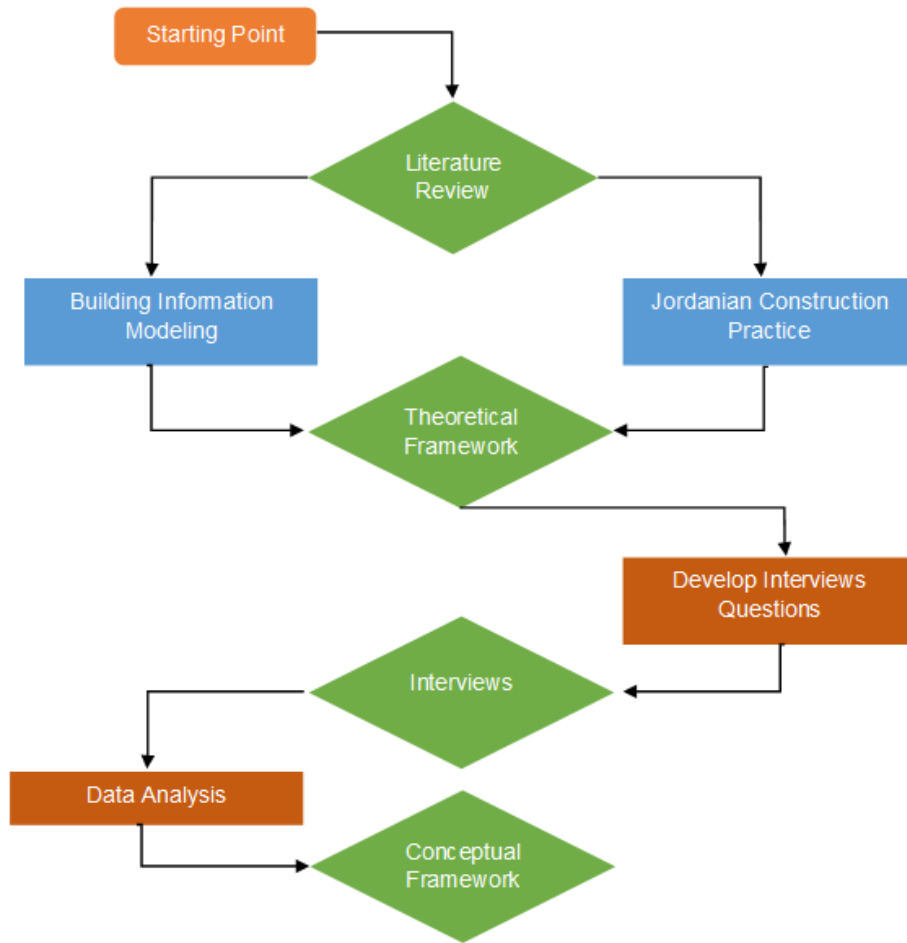 Starting Point
Literature
Review
Building Information
Modeling
Jordanian Construction
Practice
Theoretical
Framework
Develop Interviews
Questions
Interviews
Data Analysis
Conceptual
Framework